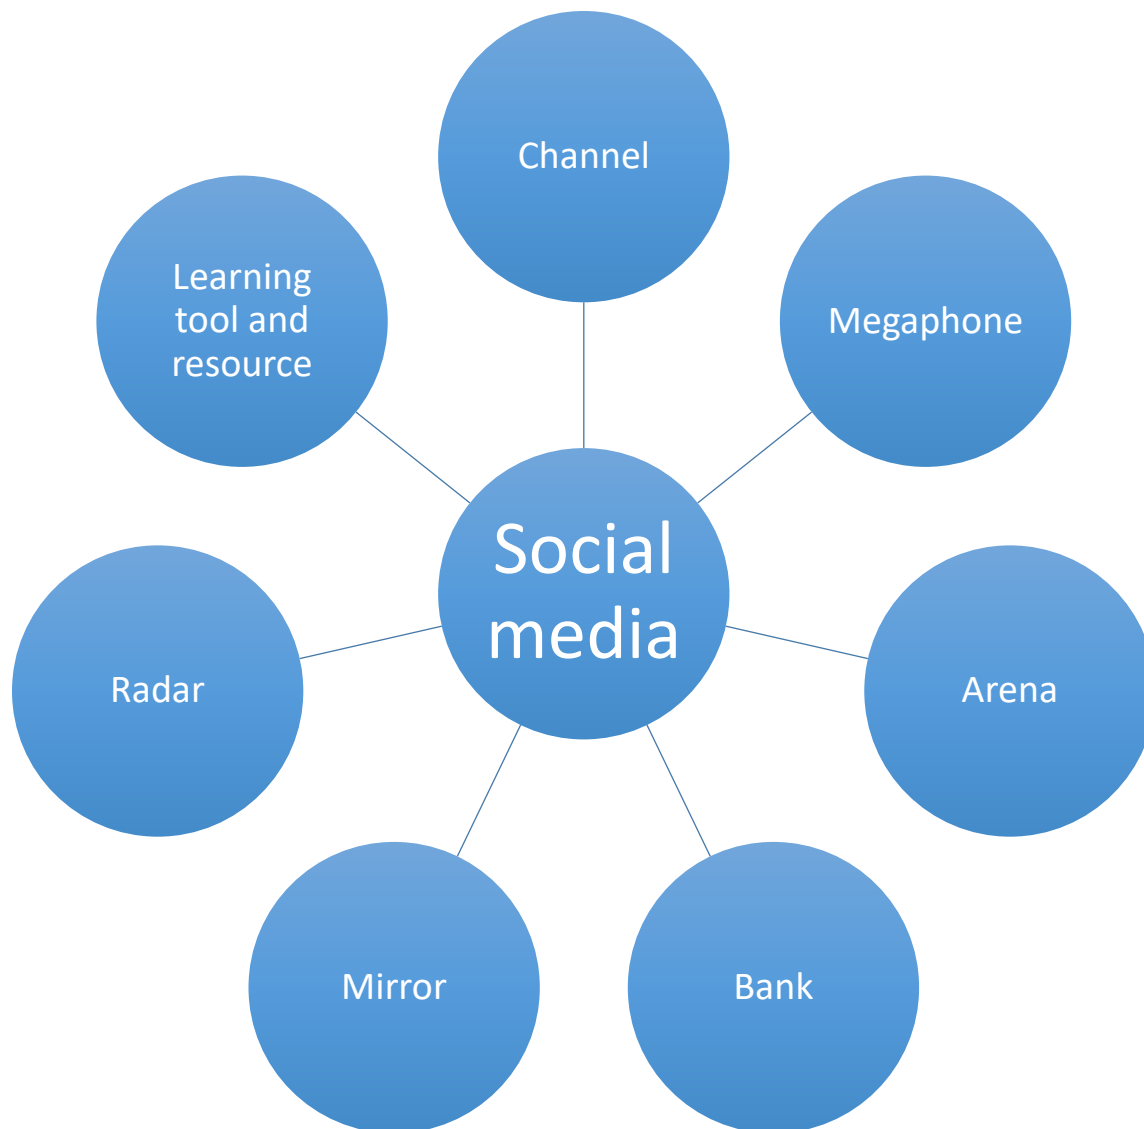 Channel
Megaphone
Learning
tool and
resource
Social
media
Radar
Arena
Mirror
Bank